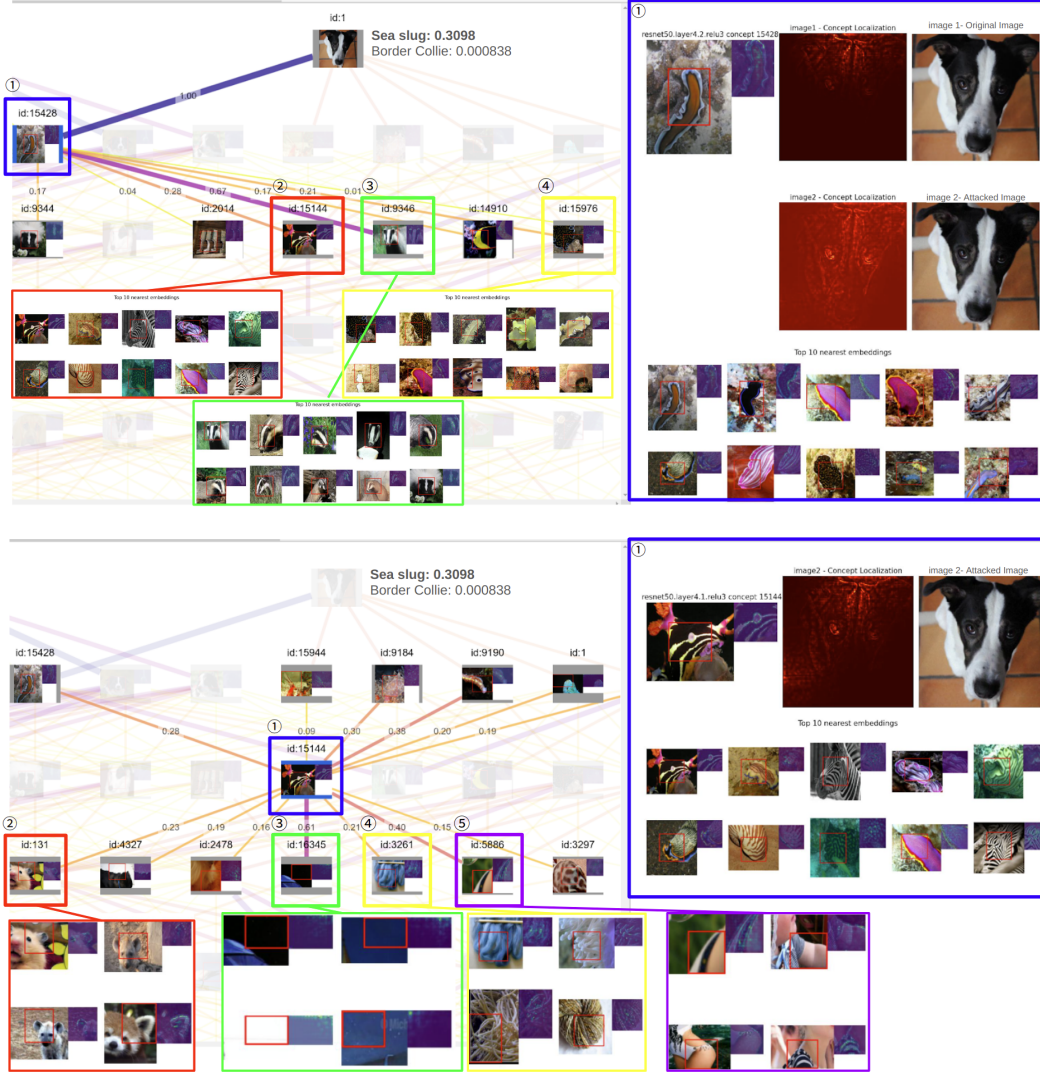 id:1
Sea slug: 0.3098
Border Collie: 0.000838
①
id:15428
1.00
0.17
0.04
0.28
0.67
0.17
②
0.21
③
0.01
④
id:9344
id:2014
id:15144
id:9346
id:14910
id:15976
Top 10 nearest embeddings
Top 10 nearest embeddings
Top 10 nearest embeddings
①
image1 - Concept Localization
image 1- Original Image
resnet50.layer4.2.relu3 concept 15428
image2 - Concept Localization
image 2- Attacked Image
Top 10 nearest embeddings
Sea slug: 0.3098
Border Collie: 0.000838
id:15428
id:15944
id:9184
id:9190
id:1
①
0.28
0.09
0.30
0.38
0.20
0.19
id:15144
②
0.23
0.19
0.16
③
0.61
0.21
④
0.40
0.15
⑤
id:131
id:4327
id:2478
id:16345
id:3261
id:5886
id:3297
①
image2 - Concept Localization
image 2- Attacked Image
resnet50.layer4.1.relu3 concept 15144
Top 10 nearest embeddings